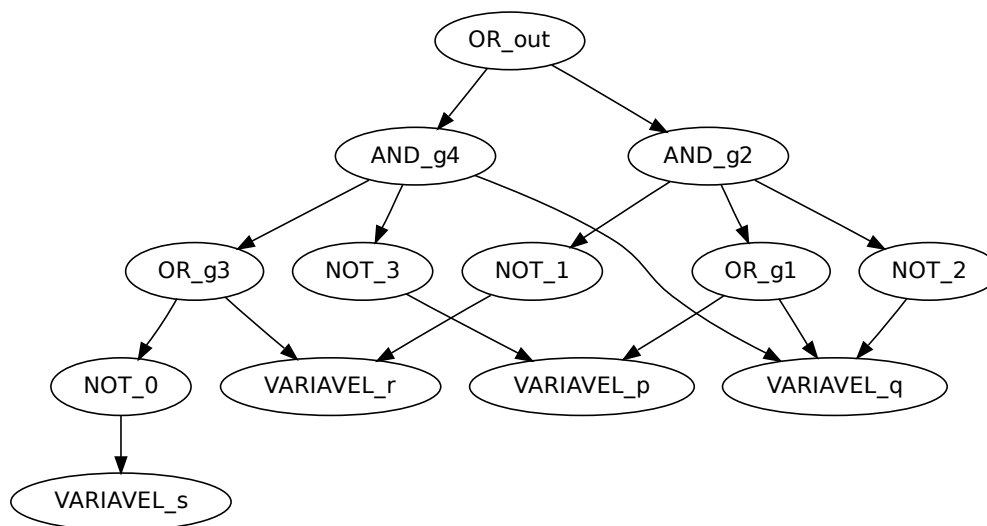 OR_out
AND_g4
AND_g2
OR_g3
NOT_3
NOT_1
OR_g1
NOT_2
NOT_0
VARIAVEL_r
VARIAVEL_p
VARIAVEL_q
VARIAVEL_s